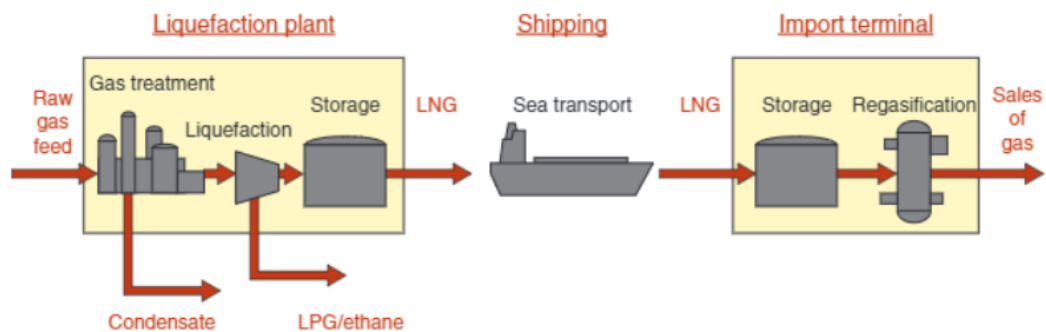 Liquefaction plant
Shipping
Import terminal
Gas treatment
Raw
gas
feed
Liquefaction
Storage
LNG
Sea transport
LNG
Storage
Regasification
Sales
of
gas
Condensate
LPG/ethane